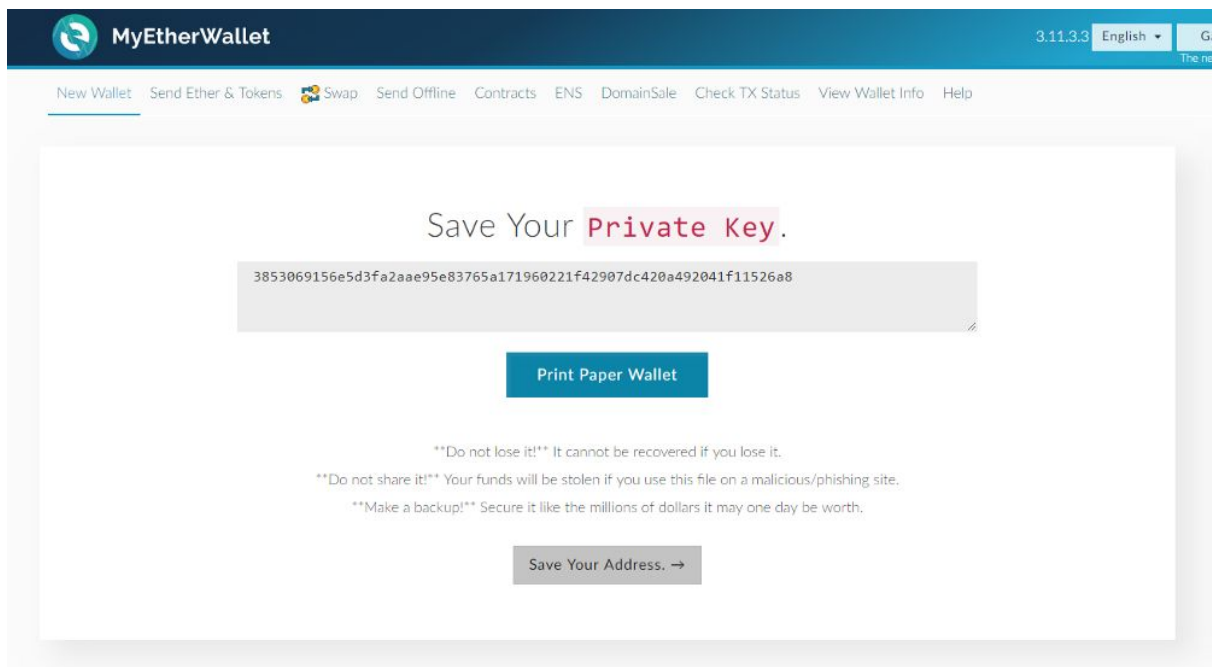 MyEtherWallet
3.11.3.3 English
New Wallet Send Ether & Tokens Swap Send Offline Contracts ENS DomainSale Check TX Status View Wallet Info Help
Save Your Private Key.
3853069156e5d3fa2aae95e83765a171960221f42907dc420a492041f11526a8
Print Paper Wallet
**Do not lose it!** It cannot be recovered if you lose it.
**Do not share it!** Your funds will be stolen if you use this file on a malicious/phishing site.
**Make a backup!** Secure it like the millions of dollars it may one day be worth.
Save Your Address. →